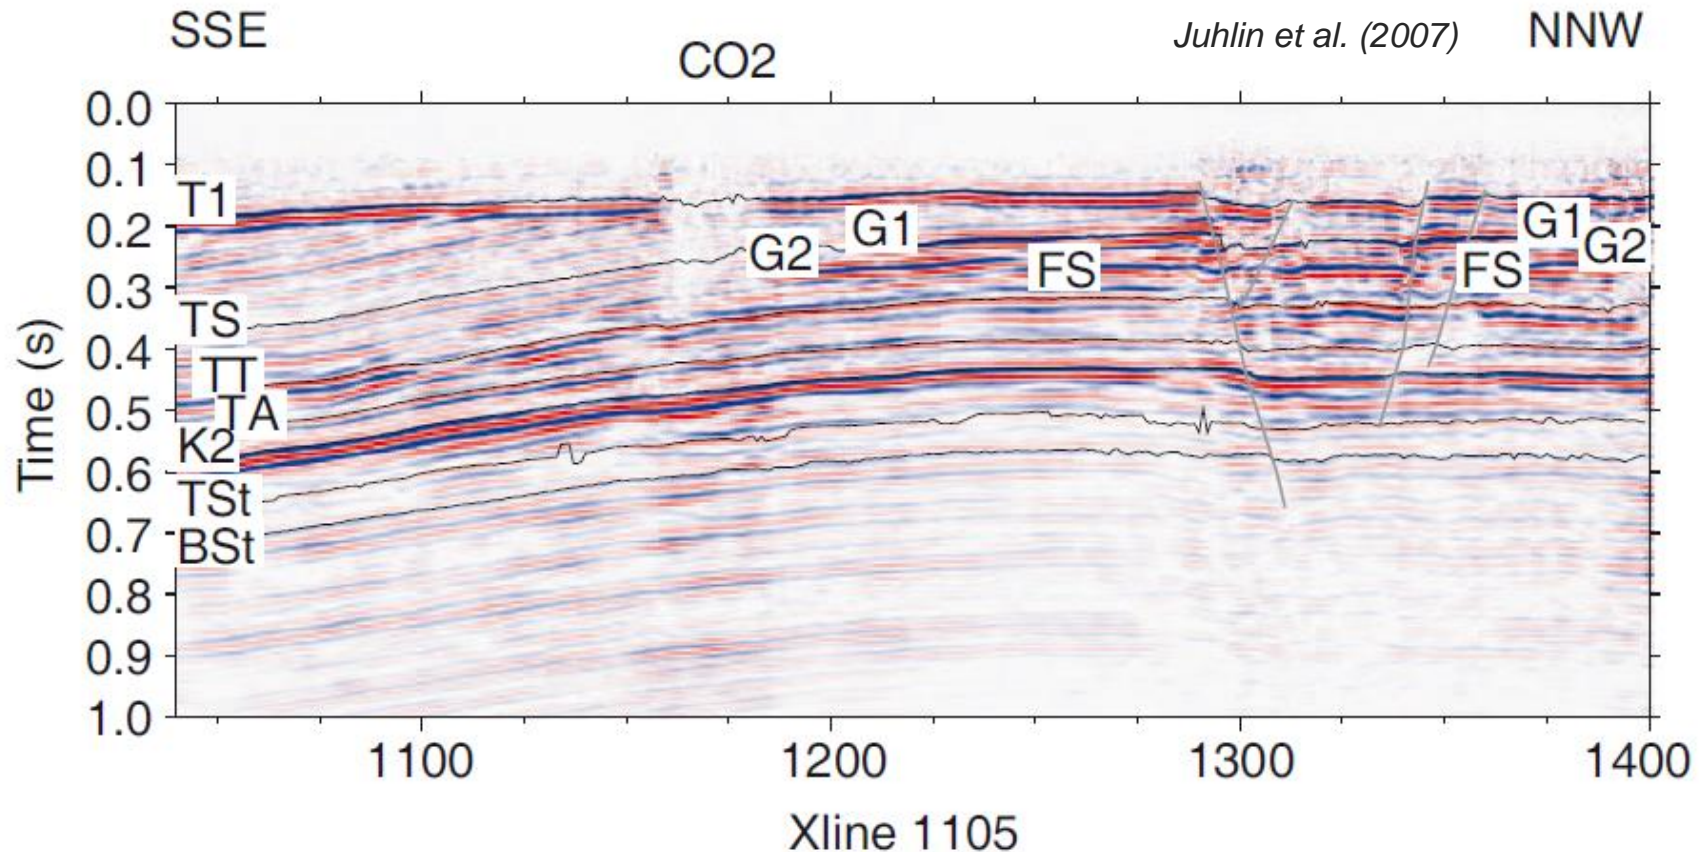 SSE
CO2
Juhlin et al. (2007)
NNW
Time (s)
0.0
0.1
0.2
0.3
0.4
0.5
0.6
0.7
0.8
0.9
1.0
T1
TS
TT
TA
K2
TSt
BSt
G2
G1
FS
FS
G1
G2
1100
1200
1300
1400
Xline 1105